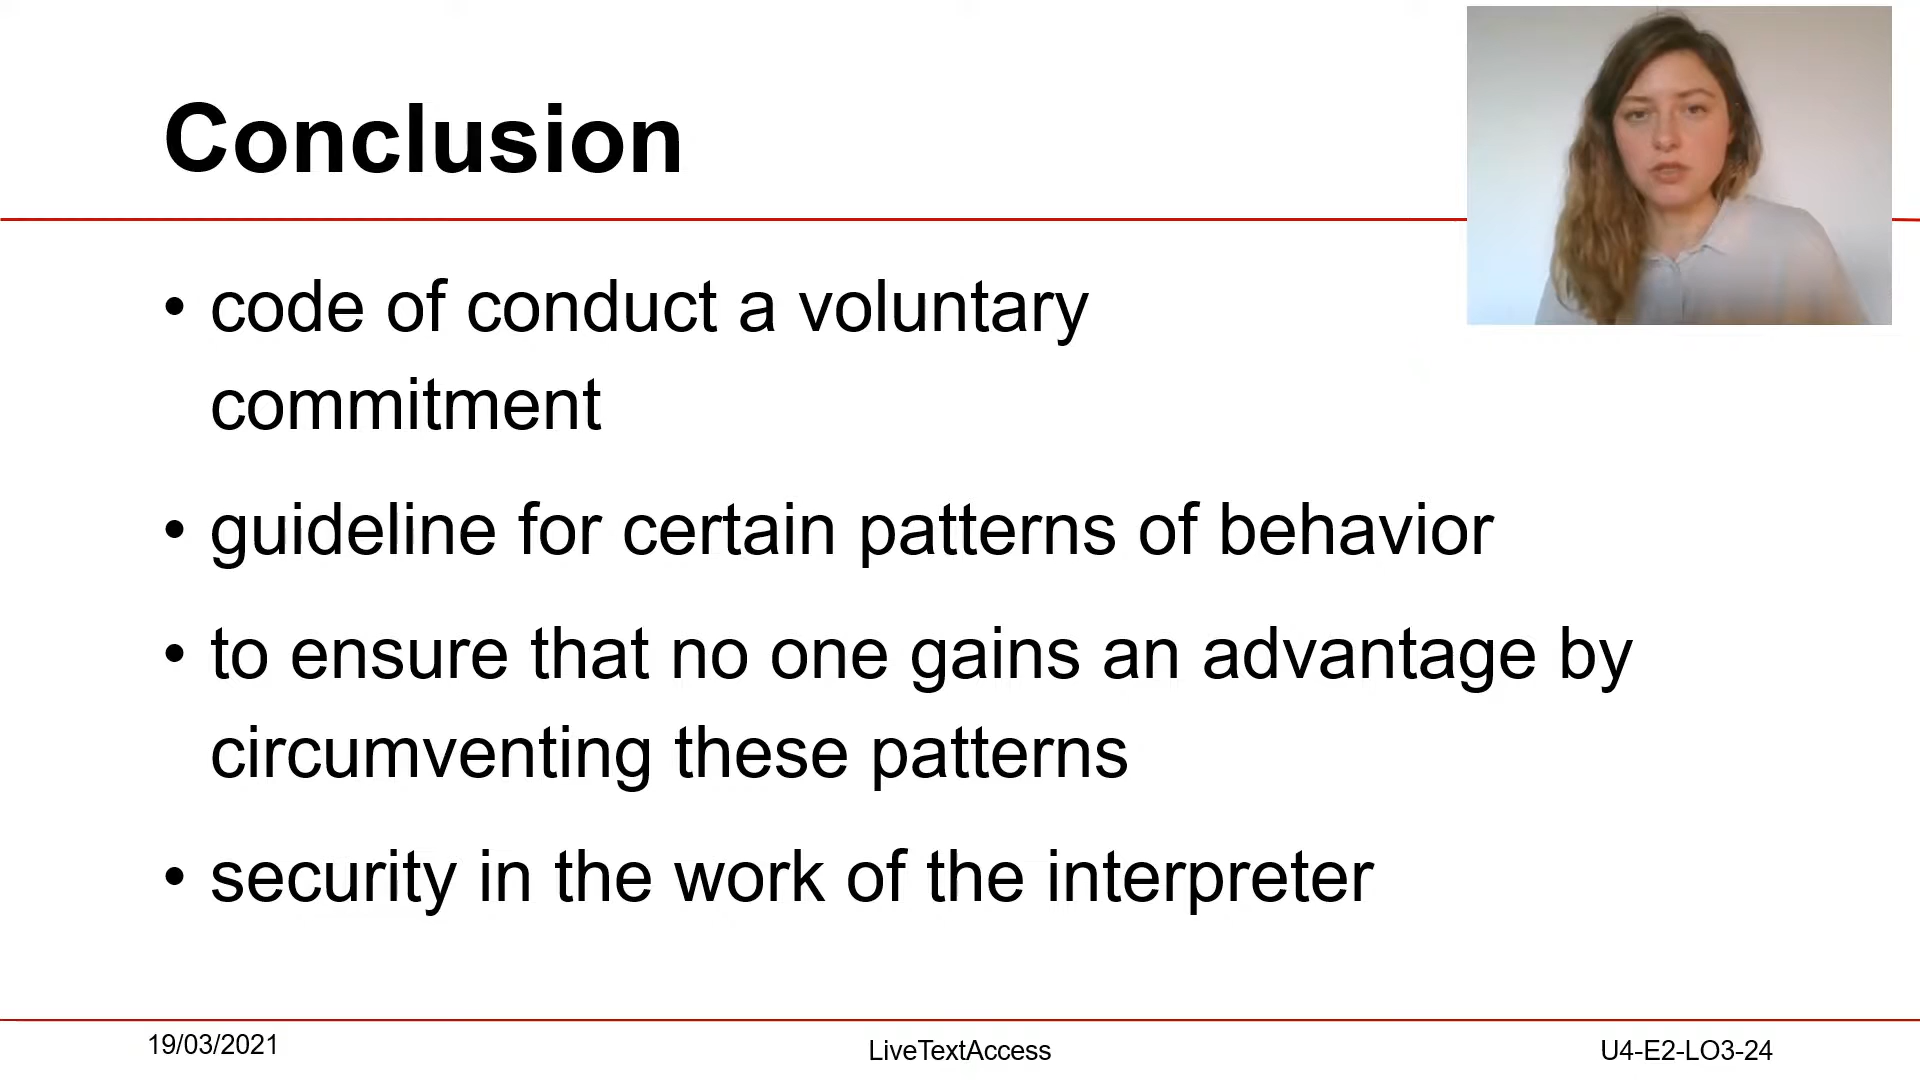 Conclusion
• code of conduct a voluntary
commitment
• guideline for certain patterns of behavior
• to ensure that no one gains an advantage by
circumventing these patterns
• security in the work of the interpreter
19/03/2021
LiveTextAccess
U4-E2-LO3-24